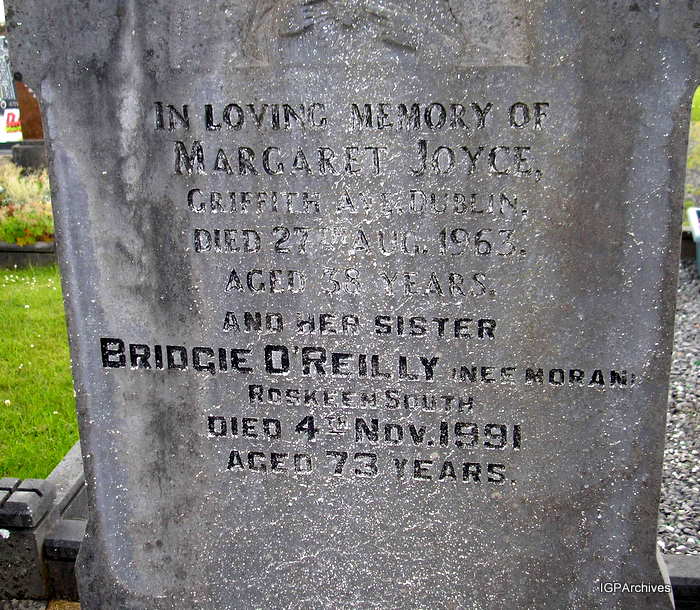 IN LOVING MEMORY OF
MARGARET JOYCE,
GRIFFITH AVE. DUBLIN.
DIED 27TH AUG. 1963.
AGED 38 YEARS.
AND HER SISTER
BRIDGIE O'REILLY (NEE MORAN)
ROSKEEN SOUTH
DIED 4TH NOV. 1991
AGED 73 YEARS.
IGPArchives